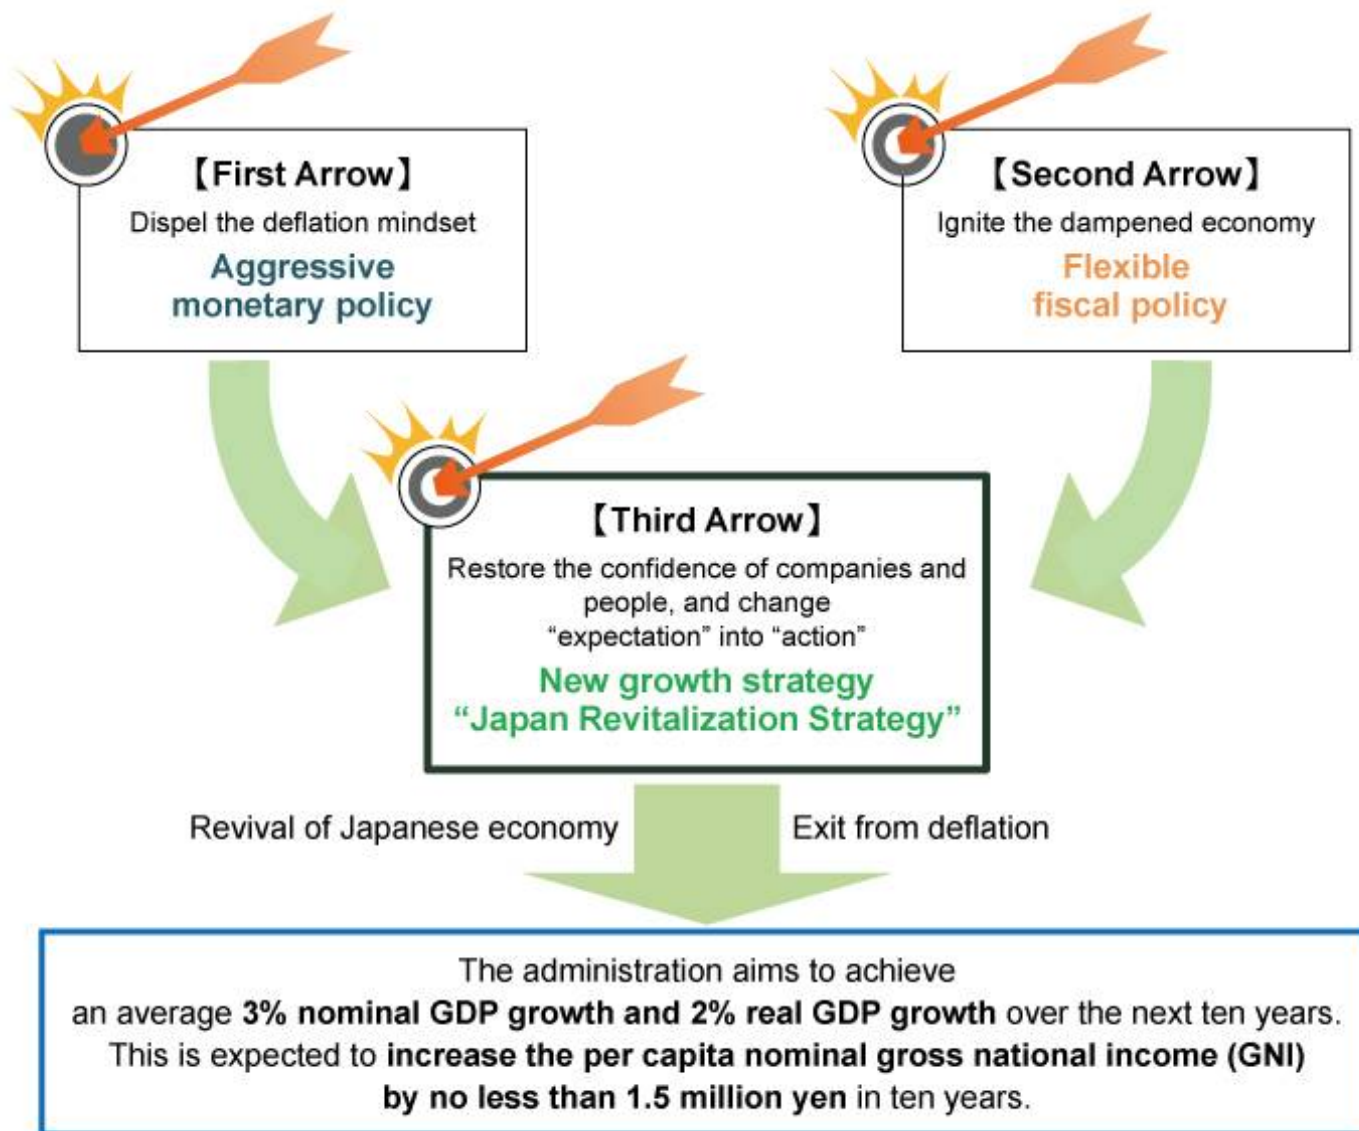 【First Arrow】
Dispel the deflation mindset
Aggressive
monetary policy
【Second Arrow】
Ignite the dampened economy
Flexible
fiscal policy
【Third Arrow】
Restore the confidence of companies and
people, and change
“expectation” into “action”
New growth strategy
“Japan Revitalization Strategy”
Revival of Japanese economy
Exit from deflation
The administration aims to achieve
an average 3% nominal GDP growth and 2% real GDP growth over the next ten years.
This is expected to increase the per capita nominal gross national income (GNI)
by no less than 1.5 million yen in ten years.